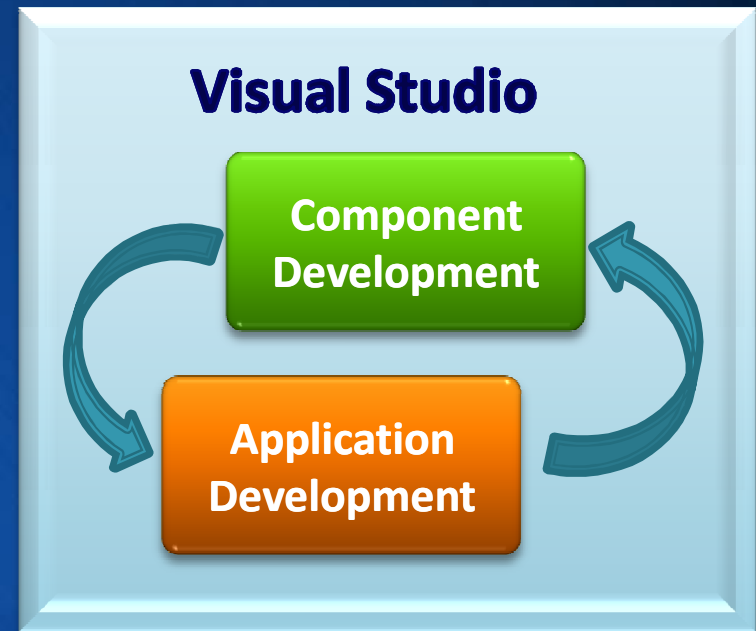 Visual Studio
Component
Development
Application
Development